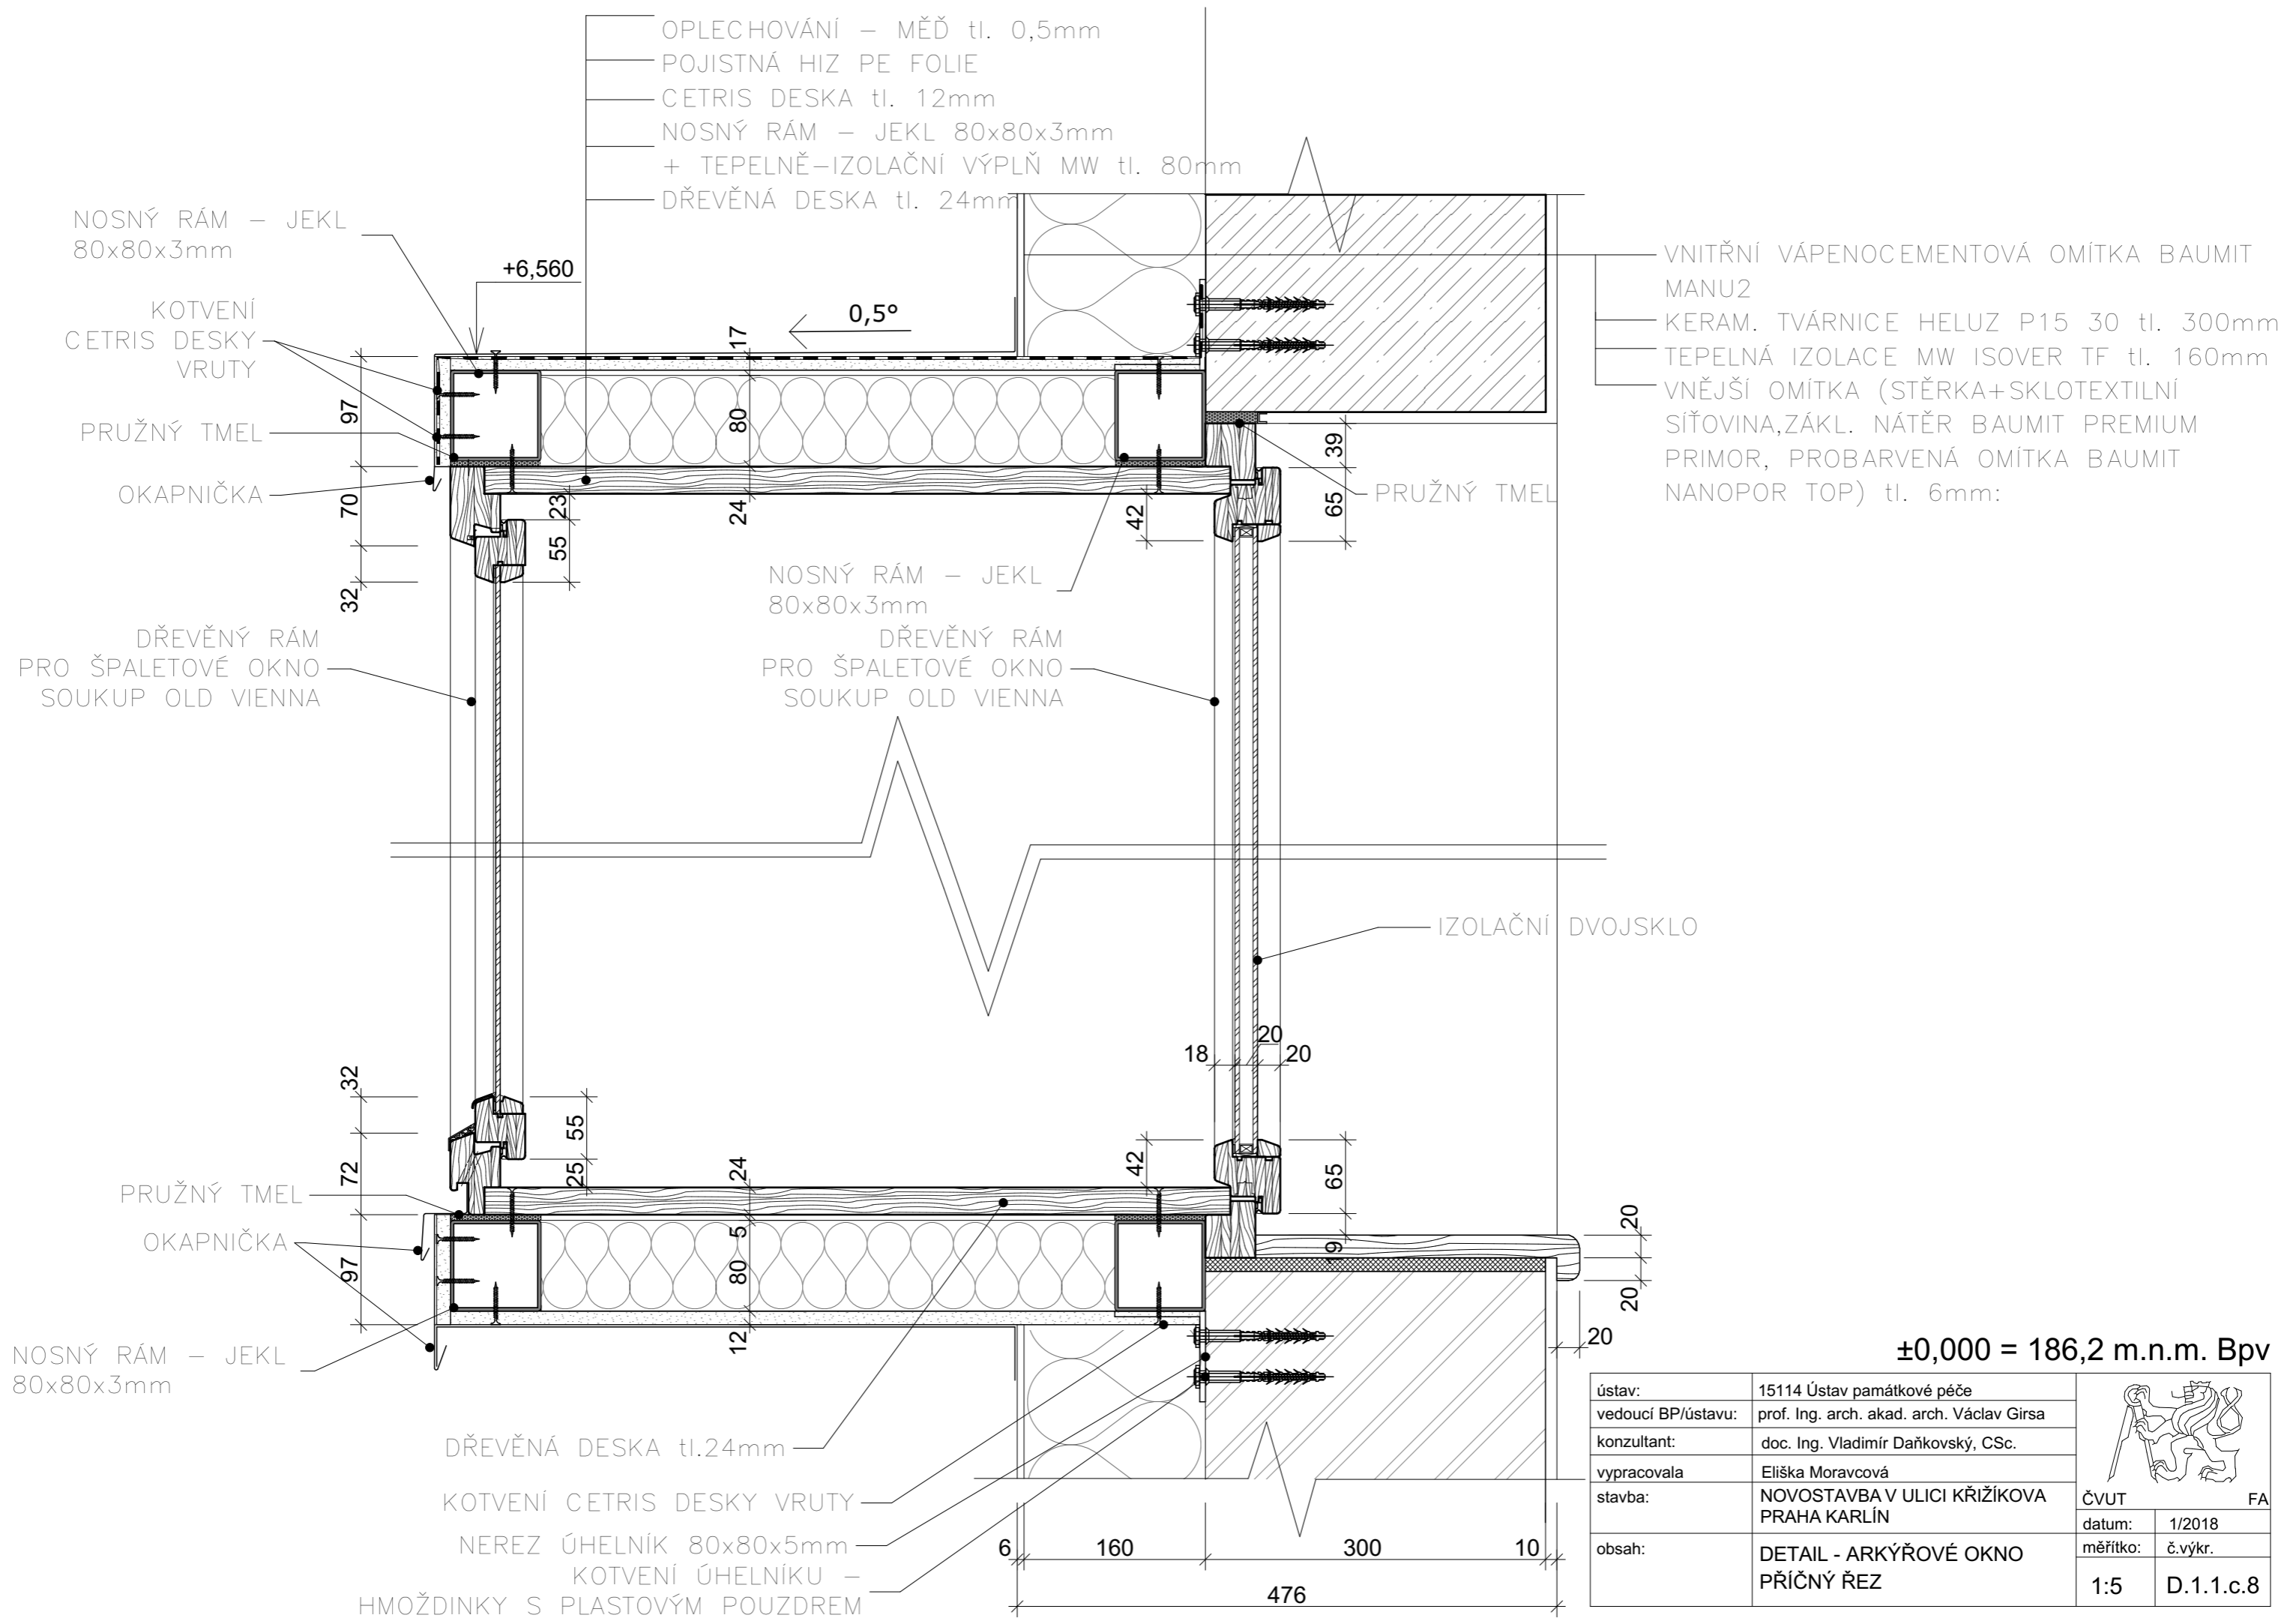 OPLECHOVÁNÍ – MĚĎ tl. 0,5mm
POJISTNÁ HIZ PE FOLIE
CETRIS DESKA tl. 12mm
NOSNÝ RÁM – JEKL 80x80x3mm
+ TEPELNĚ–IZOLAČNÍ VÝPLŇ MW tl. 80mm
DŘEVĚNÁ DESKA tl. 24mm
NOSNÝ RÁM – JEKL
80x80x3mm
+6,560
KOTVENÍ
CETRIS DESKY
VRUTY
0,5°
PRUŽNÝ TMEL
OKAPNIČKA
VNITŘNÍ VÁPENOCEMENTOVÁ OMÍTKA BAUMIT
MANU2
KERAM. TVÁRNICE HELUZ P15 30 tl. 300mm
TEPELNÁ IZOLACE MW ISOVER TF tl. 160mm
VNĚJŠÍ OMÍTKA (STĚRKA+SKLOTEXTILNÍ
SÍŤOVINA,ZÁKL. NÁTĚR BAUMIT PREMIUM
PRIMOR, PROBARVENÁ OMÍTKA BAUMIT
NANOPOR TOP) tl. 6mm:
PRUŽNÝ TMEL
97
70
32
17
80
24
23
55
42
39
65
NOSNÝ RÁM – JEKL
80x80x3mm
DŘEVĚNÝ RÁM
PRO ŠPALETOVÉ OKNO
SOUKUP OLD VIENNA
DŘEVĚNÝ RÁM
PRO ŠPALETOVÉ OKNO
SOUKUP OLD VIENNA
IZOLAČNÍ DVOJSKLO
18
20
20
32
72
97
55
25
24
5
80
12
42
65
19
20
20
20
PRUŽNÝ TMEL
OKAPNIČKA
NOSNÝ RÁM – JEKL
80x80x3mm
DŘEVĚNÁ DESKA tl.24mm
KOTVENÍ CETRIS DESKY VRUTY
NEREZ ÚHELNÍK 80x80x5mm
KOTVENÍ ÚHELNÍKU –
HMOŽDINKY S PLASTOVÝM POUZDREM
6
160
300
10
476
±0,000 = 186,2 m.n.m. Bpv
ústav: 15114 Ústav památkové péče
vedoucí BP/ústavu: prof. Ing. arch. akad. arch. Václav Girsa
konzultant: doc. Ing. Vladimír Daňkovský, CSc.
vypracovala Eliška Moravcová
stavba: NOVOSTAVBA V ULICI KŘIŽÍKOVA
PRAHA KARLÍN
obsah: DETAIL - ARKÝŘOVÉ OKNO
PŘÍČNÝ ŘEZ
ČVUT FA
datum: 1/2018
měřítko: č.výkr.
1:5 D.1.1.c.8